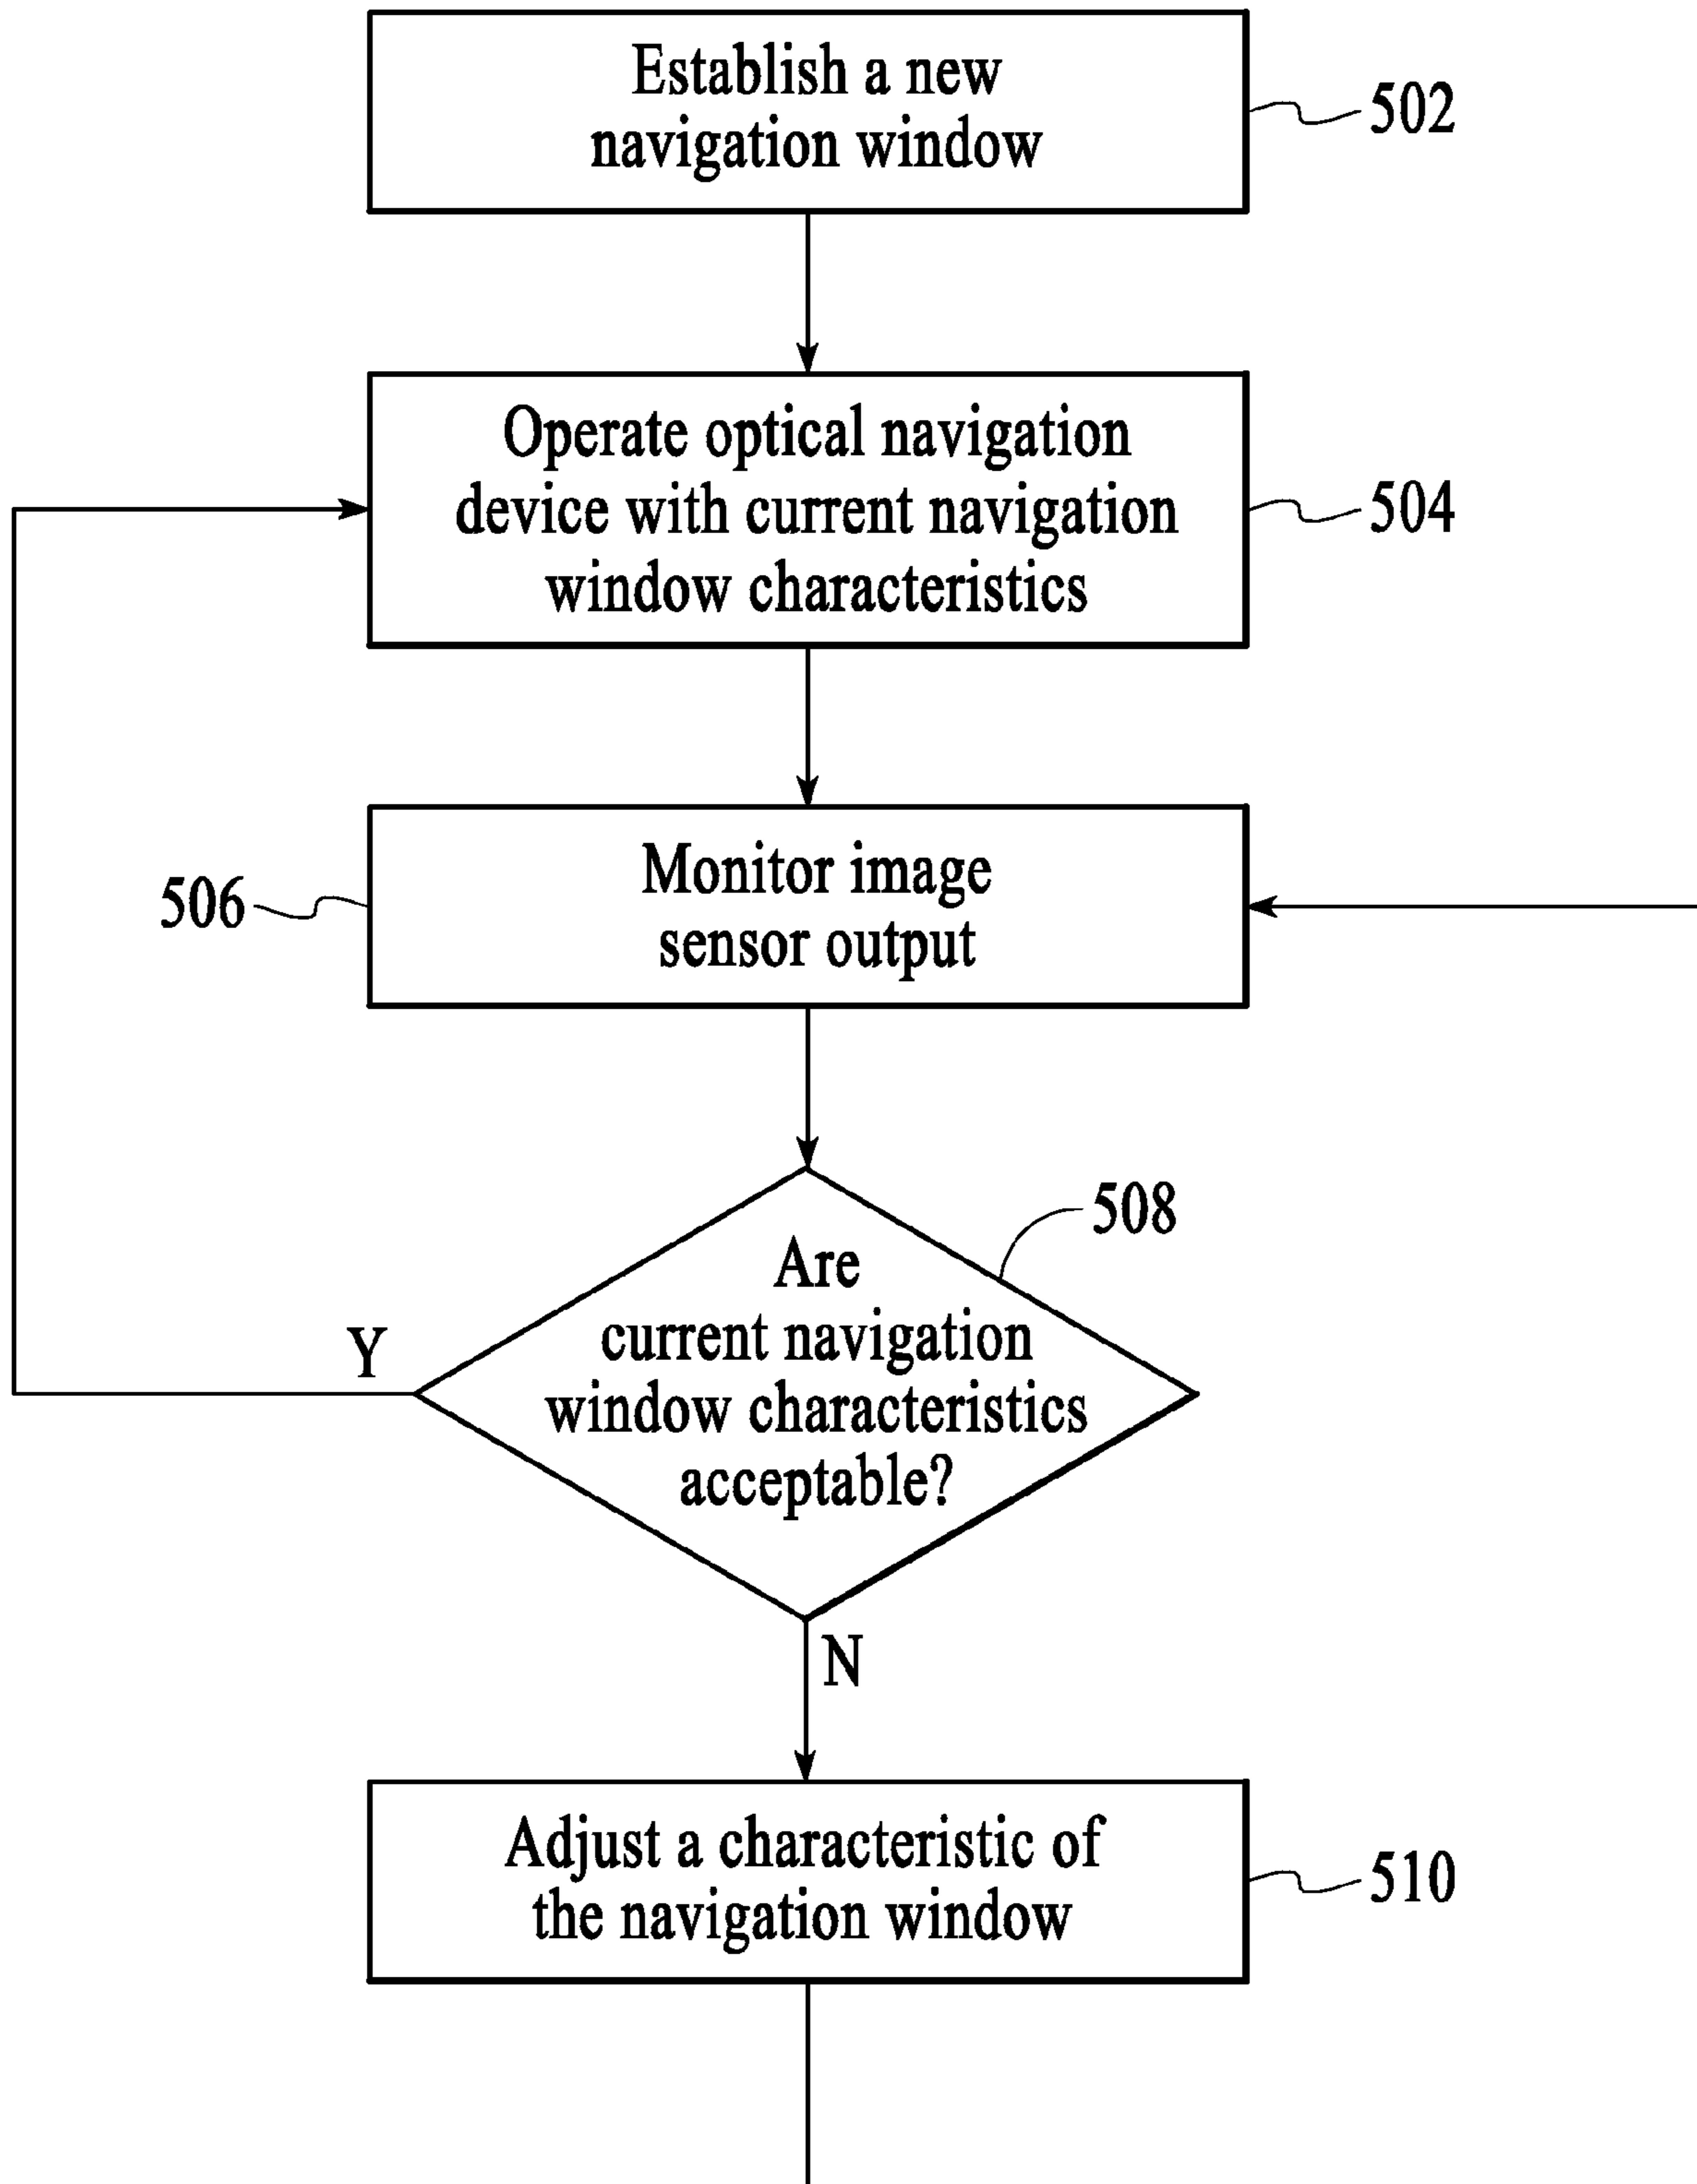 Establish a new
navigation window
502
Operate optical navigation
device with current navigation
window characteristics
504
Monitor image
sensor output
506
Are
current navigation
window characteristics
acceptable?
508
Y
N
Adjust a characteristic of
the navigation window
510